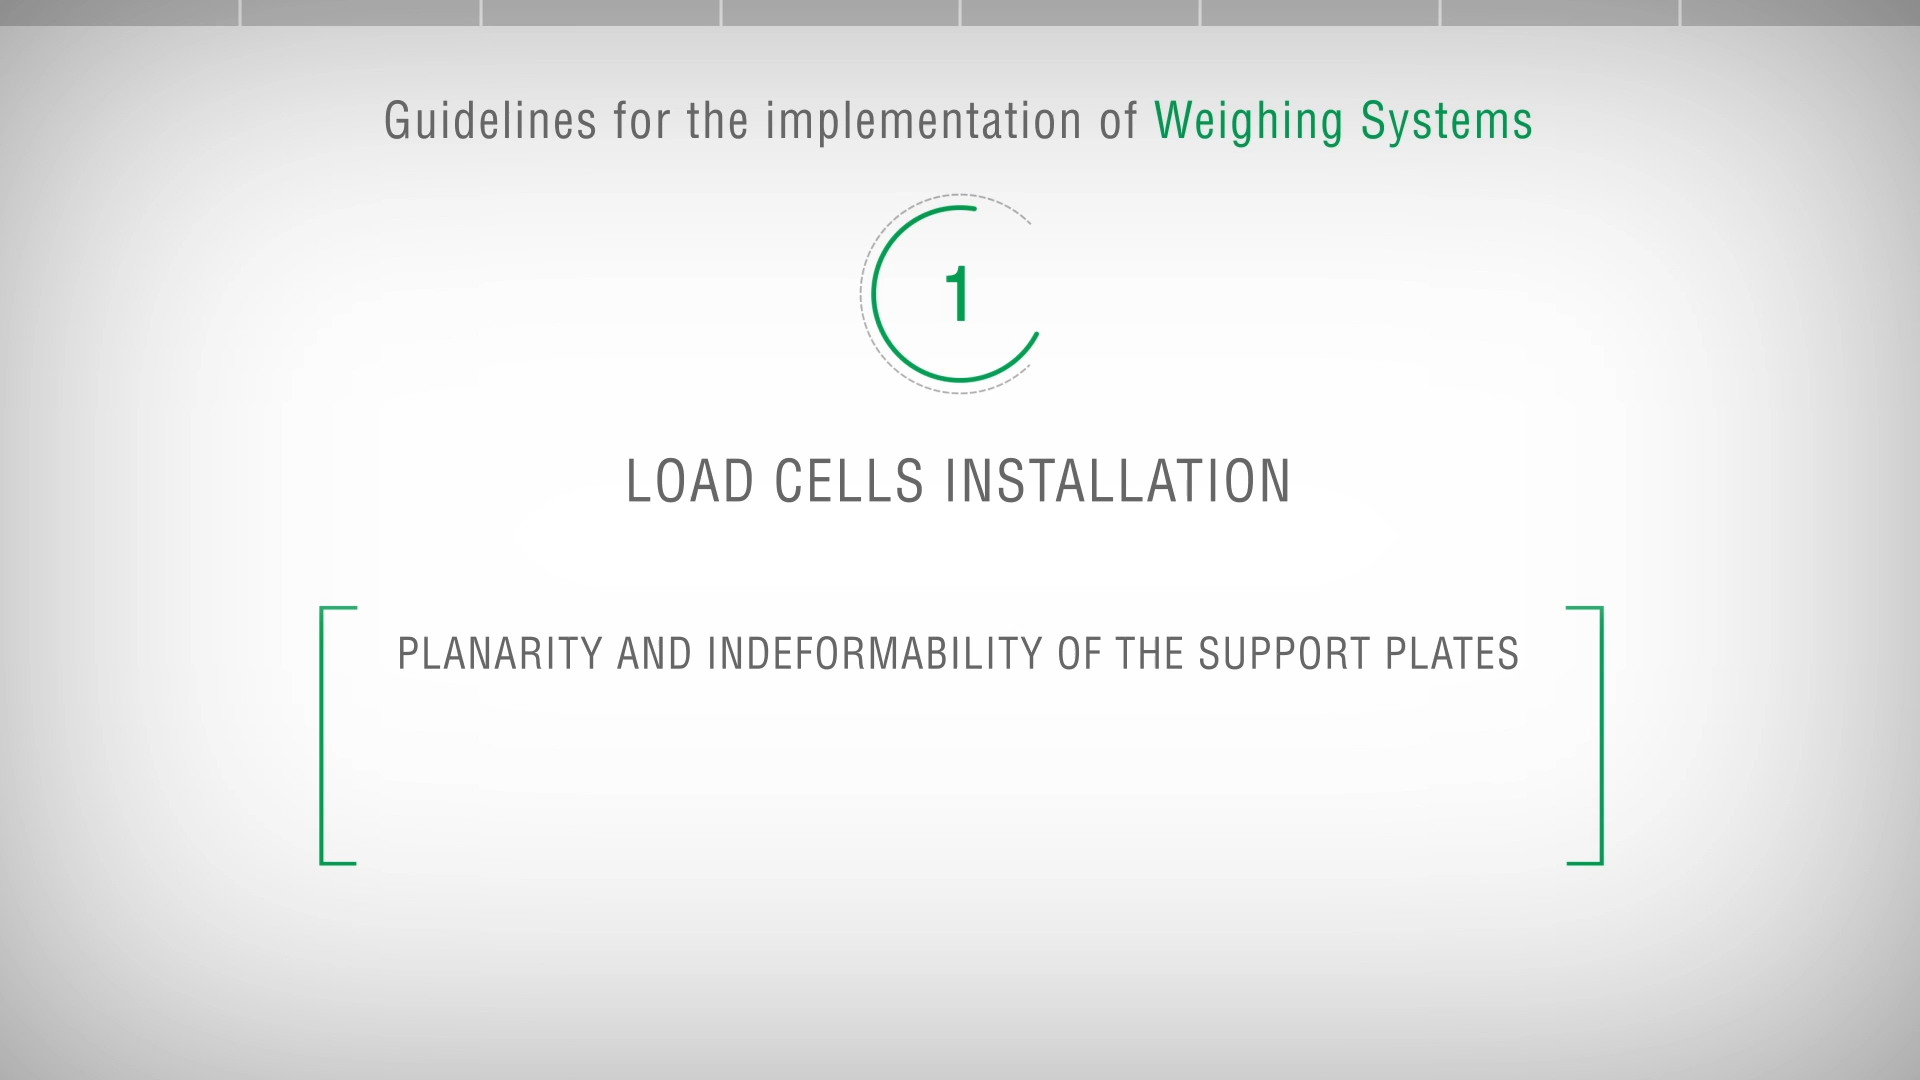 Guidelines for the implementation of Weighing Systems
1
LOAD CELLS INSTALLATION
PLANARITY AND INDEFORMABILITY OF THE SUPPORT PLATES